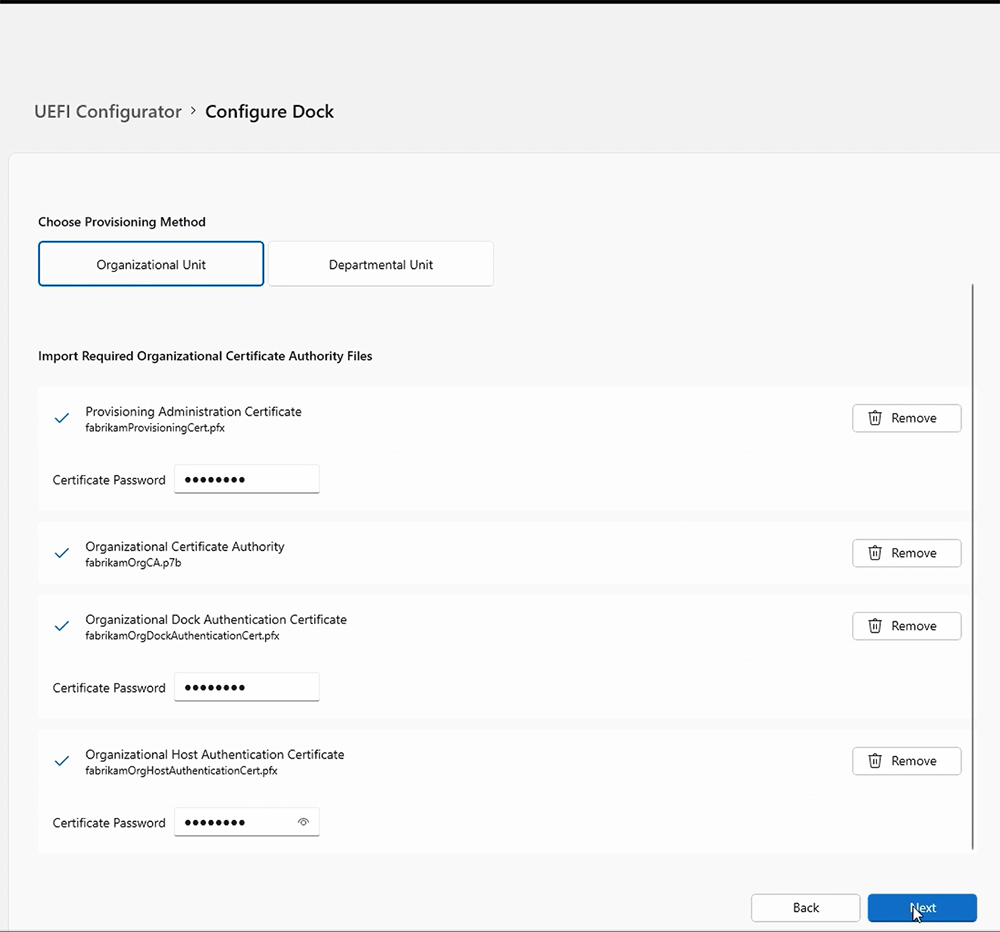 UEFI Configurator > Configure Dock
Choose Provisioning Method
Organizational Unit
Departmental Unit
Import Required Organizational Certificate Authority Files
Provisioning Administration Certificate
fabrikamProvisioningCert.pfx
Remove
Certificate Password ••••••••
Organizational Certificate Authority
fabrikamOrgCA.p7b
Remove
Organizational Dock Authentication Certificate
fabrikamOrgDockAuthenticationCert.pfx
Remove
Certificate Password ••••••••
Organizational Host Authentication Certificate
fabrikamOrgHostAuthenticationCert.pfx
Remove
Certificate Password ••••••••
Back
Next